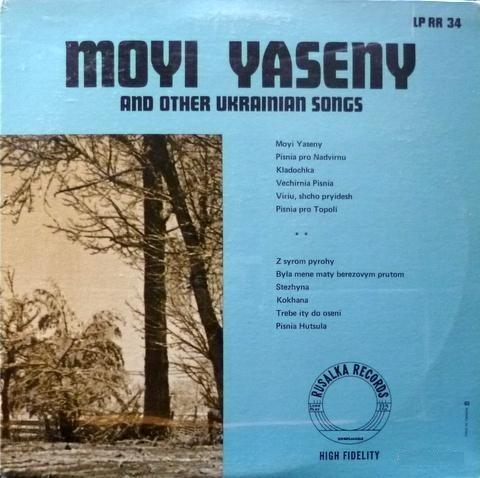 LP RR 34
MOYI YASENY
AND OTHER UKRAINIAN SONGS
Moyi Yaseny
Pisnia pro Nadvirnu
Kladochka
Vechirnia Pisnia
Viriu, shcho pryidesh
Pisnia pro Topoli
* *
Z syrom pyrohy
Byla mene maty berezovym prutom
Stezhyna
Kokhana
Trebe ity do oseni
Pisnia Hutsula
RUSALKA RECORDS
HIGH FIDELITY